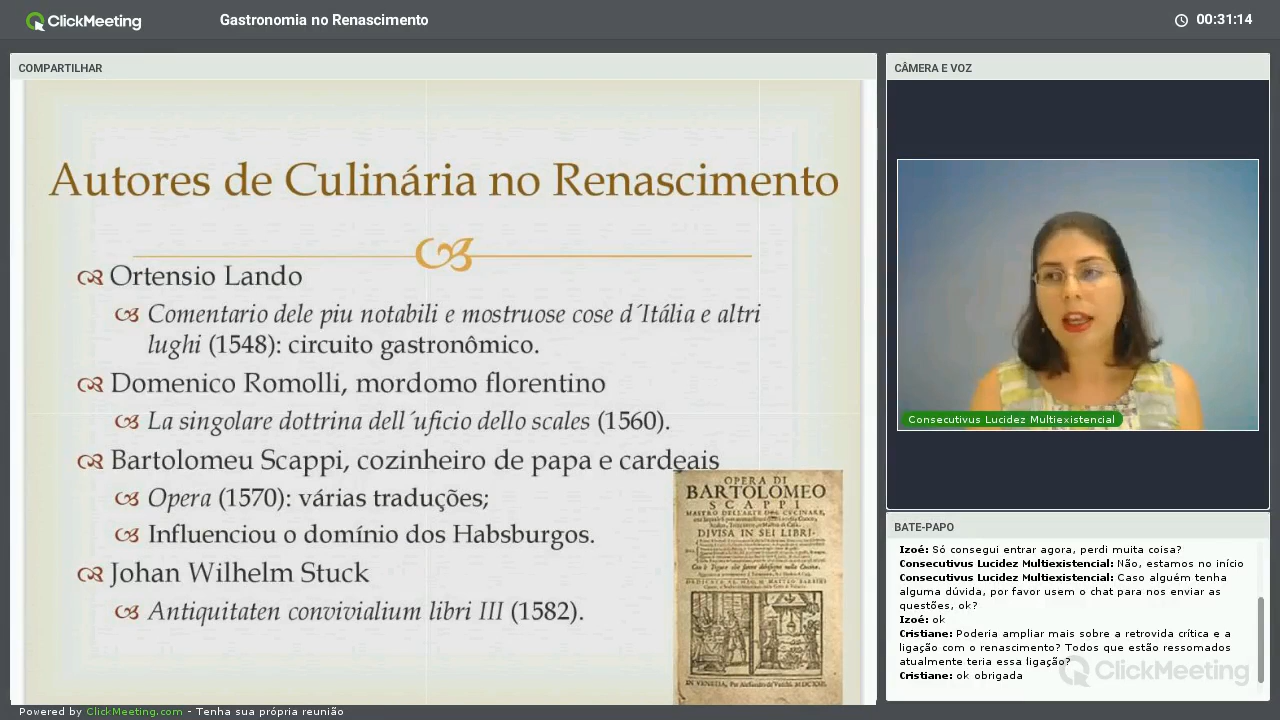 ClickMeeting
Gastronomia no Renascimento
00:31:14
COMPARTILHAR
Autores de Culinária no Renascimento
Ortensio Lando
Comentario dele piu notabili e mostruose cose d´Itália e altri
lughi (1548): circuito gastronômico.
Domenico Romolli, mordomo florentino
La singolare dottrina dell´uficio dello scales (1560).
Bartolomeu Scappi, cozinheiro de papa e cardeais
Opera (1570): várias traduções;
Influenciou o domínio dos Habsburgos.
Johan Wilhelm Stuck
Antiquitaten convivialium libri III (1582).
OPERA DI
BARTOLOMEO
SCAPPI
DIVISA IN SEI LIBRI.
CÂMERA E VOZ
Consecutivus Lucidez Multiexistencial
BATE-PAPO
Izoé: Só consegui entrar agora, perdi muita coisa?
Consecutivus Lucidez Multiexistencial: Não, estamos no início
Consecutivus Lucidez Multiexistencial: Caso alguém tenha
alguma dúvida, por favor usem o chat para nos enviar as
questões, ok?
Izoé: ok
Cristiane: Poderia ampliar mais sobre a retrovida crítica e a
ligação com o renascimento? Todos que estão ressomados
atualmente teria essa ligação?
Cristiane: ok obrigada
ClickMeeting
Powered by ClickMeeting.com - Tenha sua própria reunião